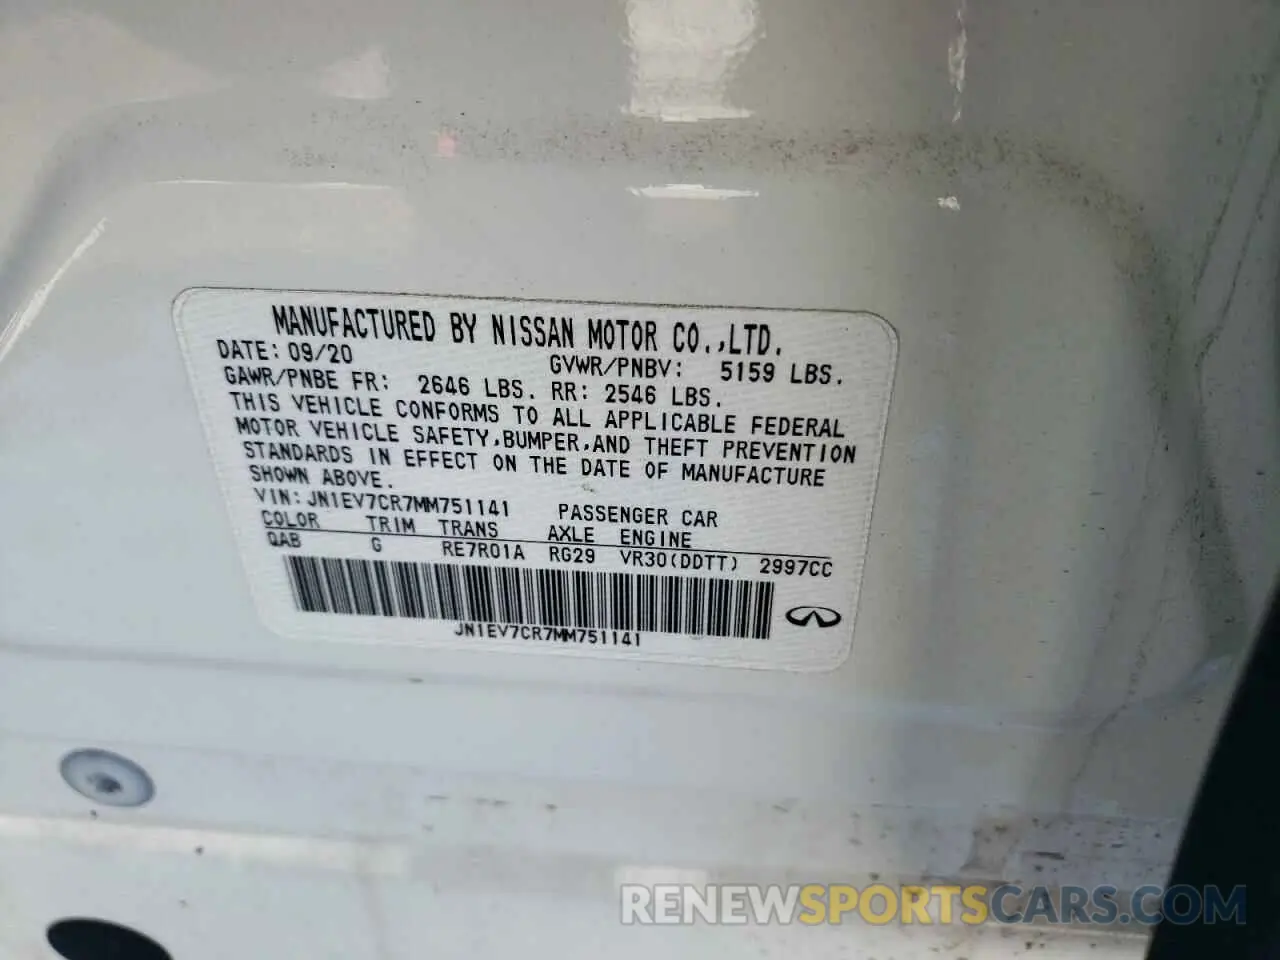 MANUFACTURED BY NISSAN MOTOR CO.,LTD.
DATE: 09/20 GVWR/PNBV: 5159 LBS.
GAWR/PNBE FR: 2646 LBS. RR: 2546 LBS.
THIS VEHICLE CONFORMS TO ALL APPLICABLE FEDERAL
MOTOR VEHICLE SAFETY,BUMPER,AND THEFT PREVENTION
STANDARDS IN EFFECT ON THE DATE OF MANUFACTURE
SHOWN ABOVE.
VIN: JN1EV7CR7MM751141 PASSENGER CAR
COLOR TRIM TRANS AXLE ENGINE
QAB G RE7R01A RG29 VR30(DDTT) 2997CC
JN1EV7CR7MM751141
RENEWSPORTSCARS.COM